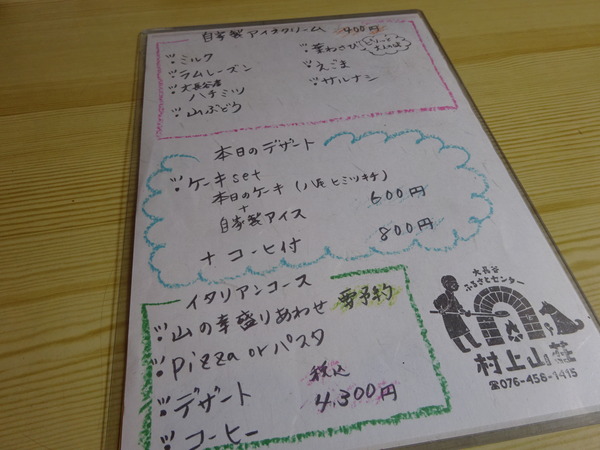 自家製アイスクリーム 400円
ミルク
ラムレーズン
大長谷産
ハチミツ
山ぶどう
葉わさび
えごま
サルナシ
本日のデザート
ケーキset
本日のケーキ(八尾ヒミツキチ)
+
自家製アイス 600円
+ コーヒ付 800円
イタリアンコース
山の幸盛りあわせ 要予約
Pizza or パスタ
デザート 税込
コーヒー 4,300円
大長谷
ふるさとセンター
村上山荘
☎076-458-1415